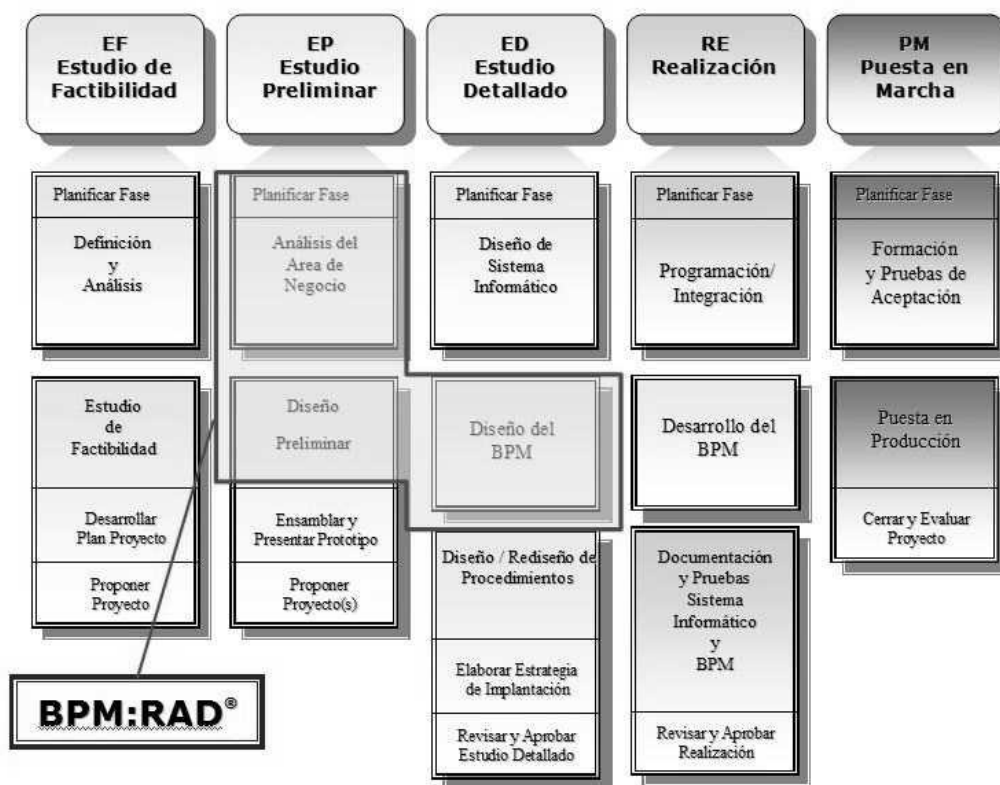 EF
Estudio de
Factibilidad
EP
Estudio
Preliminar
ED
Estudio
Detallado
RE
Realización
PM
Puesta en
Marcha
Planificar Fase
Definición
y
Análisis
Estudio
de
Factibilidad
Desarrollar
Plan Proyecto
Proponer
Proyecto
Planificar Fase
Análisis del
Area de
Negocio
Diseño
Preliminar
Ensamblar y
Presentar Prototipo
Proponer
Proyecto(s)
Planificar Fase
Diseño de
Sistema
Informático
Diseño del
BPM
Diseño / Rediseño de
Procedimientos
Elaborar Estrategia
de Implantación
Revisar y Aprobar
Estudio Detallado
Planificar Fase
Programación/
Integración
Desarrollo del
BPM
Documentación
y Pruebas
Sistema
Informático
y
BPM
Revisar y Aprobar
Realización
Planificar Fase
Formación
y Pruebas de
Aceptación
Puesta en
Producción
Cerrar y Evaluar
Proyecto
BPM:RAD®